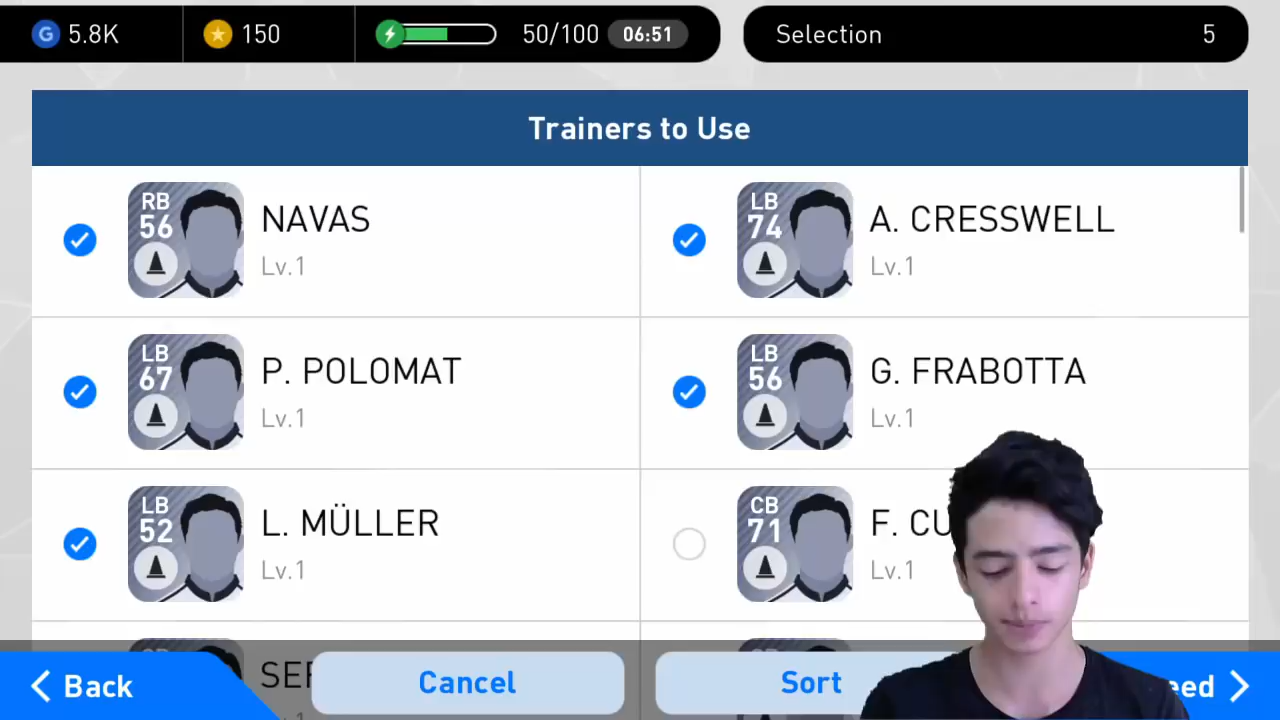 G 5.8K 150 50/100 06:51 Selection 5
Trainers to Use
RB 56 NAVAS Lv.1
LB 74 A. CRESSWELL Lv.1
LB 67 P. POLOMAT Lv.1
LB 56 G. FRABOTTA Lv.1
LB 52 L. MÜLLER Lv.1
CB 71 F. CU Lv.1
Back Cancel Sort